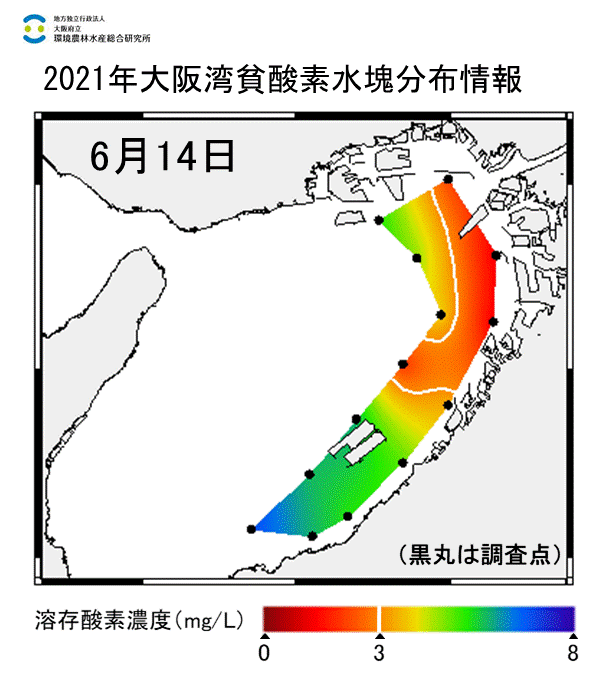 地方独立行政法人
大阪府立
環境農林水産総合研究所
2021年大阪湾貧酸素水塊分布情報
6月14日
(黒丸は調査点)
溶存酸素濃度(mg/L)
0 3 8